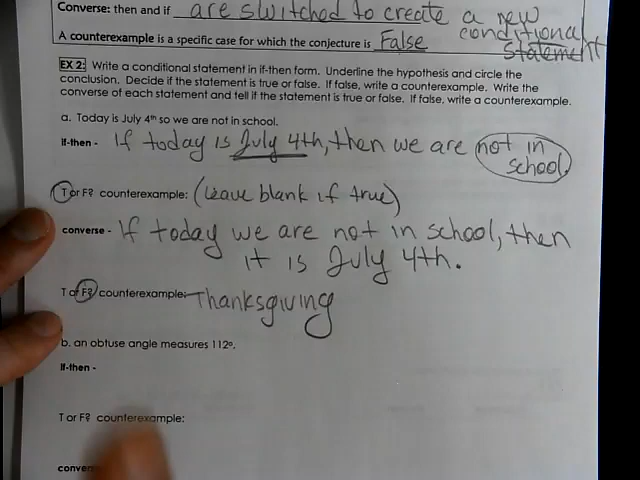 Converse: then and if are switched to create a new
conditional
statement
A counterexample is a specific case for which the conjecture is False
EX 2: Write a conditional statement in if-then form. Underline the hypothesis and circle the
conclusion. Decide if the statement is true or false. If false, write a counterexample. Write the
converse of each statement and tell if the statement is true or false. If false, write a counterexample.
a. Today is July 4th so we are not in school.
If-then - If today is July 4th, then we are not in
school.
T or F? counterexample: (leave blank if true)
converse - If today we are not in school, then
it is July 4th.
T or F? counterexample: Thanksgiving
b. an obtuse angle measures 112°.
If-then -
T or F? counterexample: